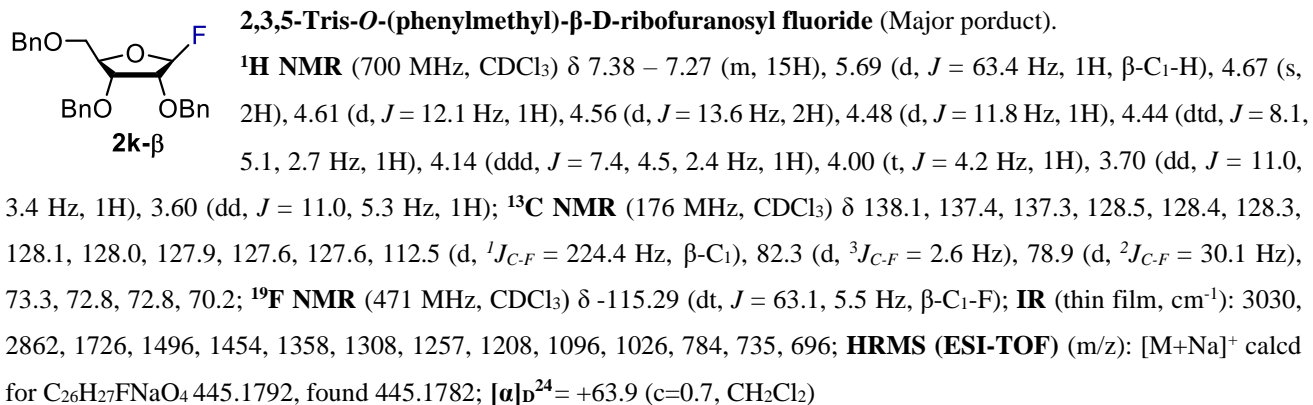 2,3,5-Tris-O-(phenylmethyl)-β-D-ribofuranosyl fluoride (Major porduct).
BnO
O
F
BnO
OBn
2k-β
¹H NMR (700 MHz, CDCl₃) δ 7.38 – 7.27 (m, 15H), 5.69 (d, J = 63.4 Hz, 1H, β-C₁-H), 4.67 (s,
2H), 4.61 (d, J = 12.1 Hz, 1H), 4.56 (d, J = 13.6 Hz, 2H), 4.48 (d, J = 11.8 Hz, 1H), 4.44 (dtd, J = 8.1,
5.1, 2.7 Hz, 1H), 4.14 (ddd, J = 7.4, 4.5, 2.4 Hz, 1H), 4.00 (t, J = 4.2 Hz, 1H), 3.70 (dd, J = 11.0,
3.4 Hz, 1H), 3.60 (dd, J = 11.0, 5.3 Hz, 1H); ¹³C NMR (176 MHz, CDCl₃) δ 138.1, 137.4, 137.3, 128.5, 128.4, 128.3,
128.1, 128.0, 127.9, 127.6, 127.6, 112.5 (d, ¹J_C-F = 224.4 Hz, β-C₁), 82.3 (d, ³J_C-F = 2.6 Hz), 78.9 (d, ²J_C-F = 30.1 Hz),
73.3, 72.8, 72.8, 70.2; ¹⁹F NMR (471 MHz, CDCl₃) δ -115.29 (dt, J = 63.1, 5.5 Hz, β-C₁-F); IR (thin film, cm⁻¹): 3030,
2862, 1726, 1496, 1454, 1358, 1308, 1257, 1208, 1096, 1026, 784, 735, 696; HRMS (ESI-TOF) (m/z): [M+Na]⁺ calcd
for C₂₆H₂₇FNaO₄ 445.1792, found 445.1782; [α]D²⁴ = +63.9 (c=0.7, CH₂Cl₂)